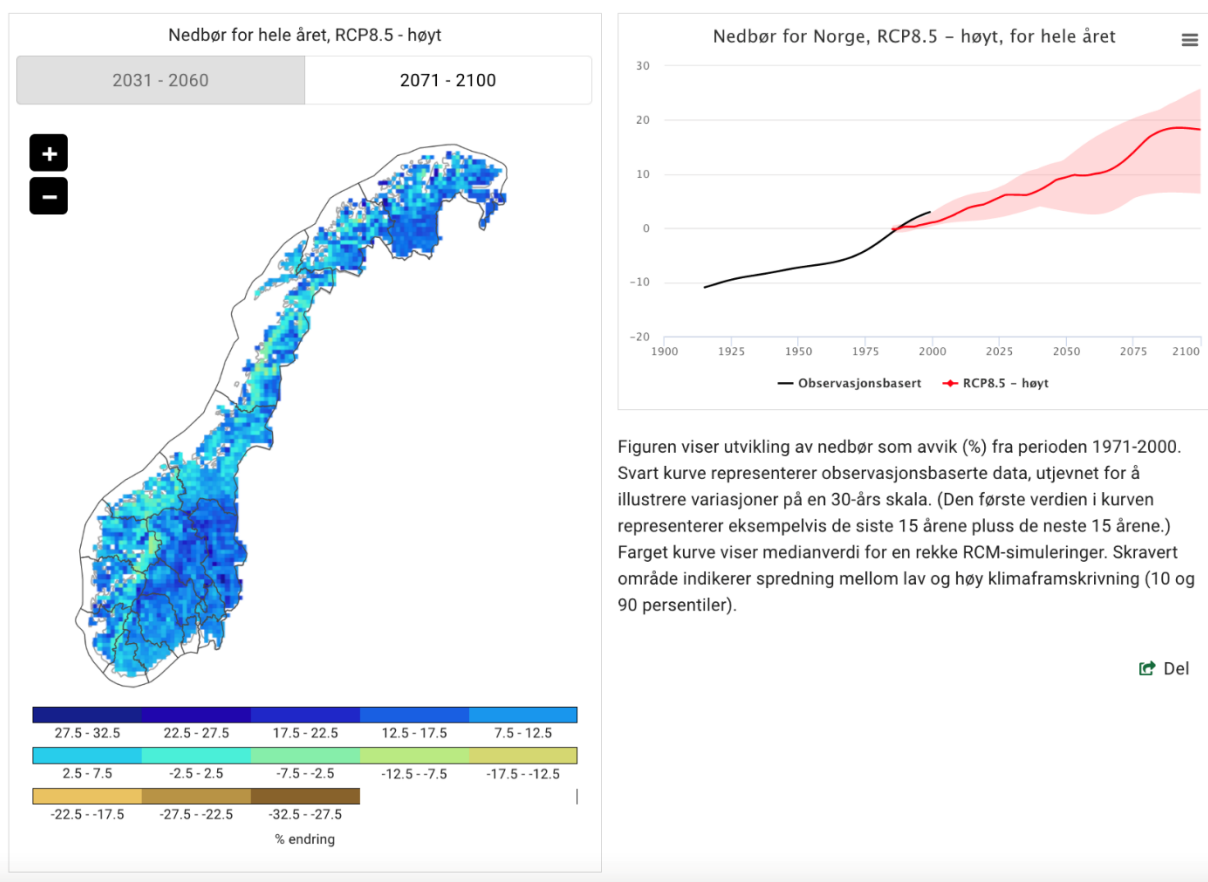 Nedbør for hele året, RCP8.5 - høyt
2031 - 2060
2071 - 2100
+
−
27.5 - 32.5
22.5 - 27.5
17.5 - 22.5
12.5 - 17.5
7.5 - 12.5
2.5 - 7.5
-2.5 - 2.5
-7.5 - -2.5
-12.5 - -7.5
-17.5 - -12.5
-22.5 - -17.5
-27.5 - -22.5
-32.5 - -27.5
% endring
Nedbør for Norge, RCP8.5 – høyt, for hele året
30
20
10
0
−10
−20
1900
1925
1950
1975
2000
2025
2050
2075
2100
Observasjonsbasert
RCP8.5 – høyt
Figuren viser utvikling av nedbør som avvik (%) fra perioden 1971-2000.
Svart kurve representerer observasjonsbaserte data, utjevnet for å
illustrere variasjoner på en 30-års skala. (Den første verdien i kurven
representerer eksempelvis de siste 15 årene pluss de neste 15 årene.)
Farget kurve viser medianverdi for en rekke RCM-simuleringer. Skravert
område indikerer spredning mellom lav og høy klimaframskrivning (10 og
90 persentiler).
Del